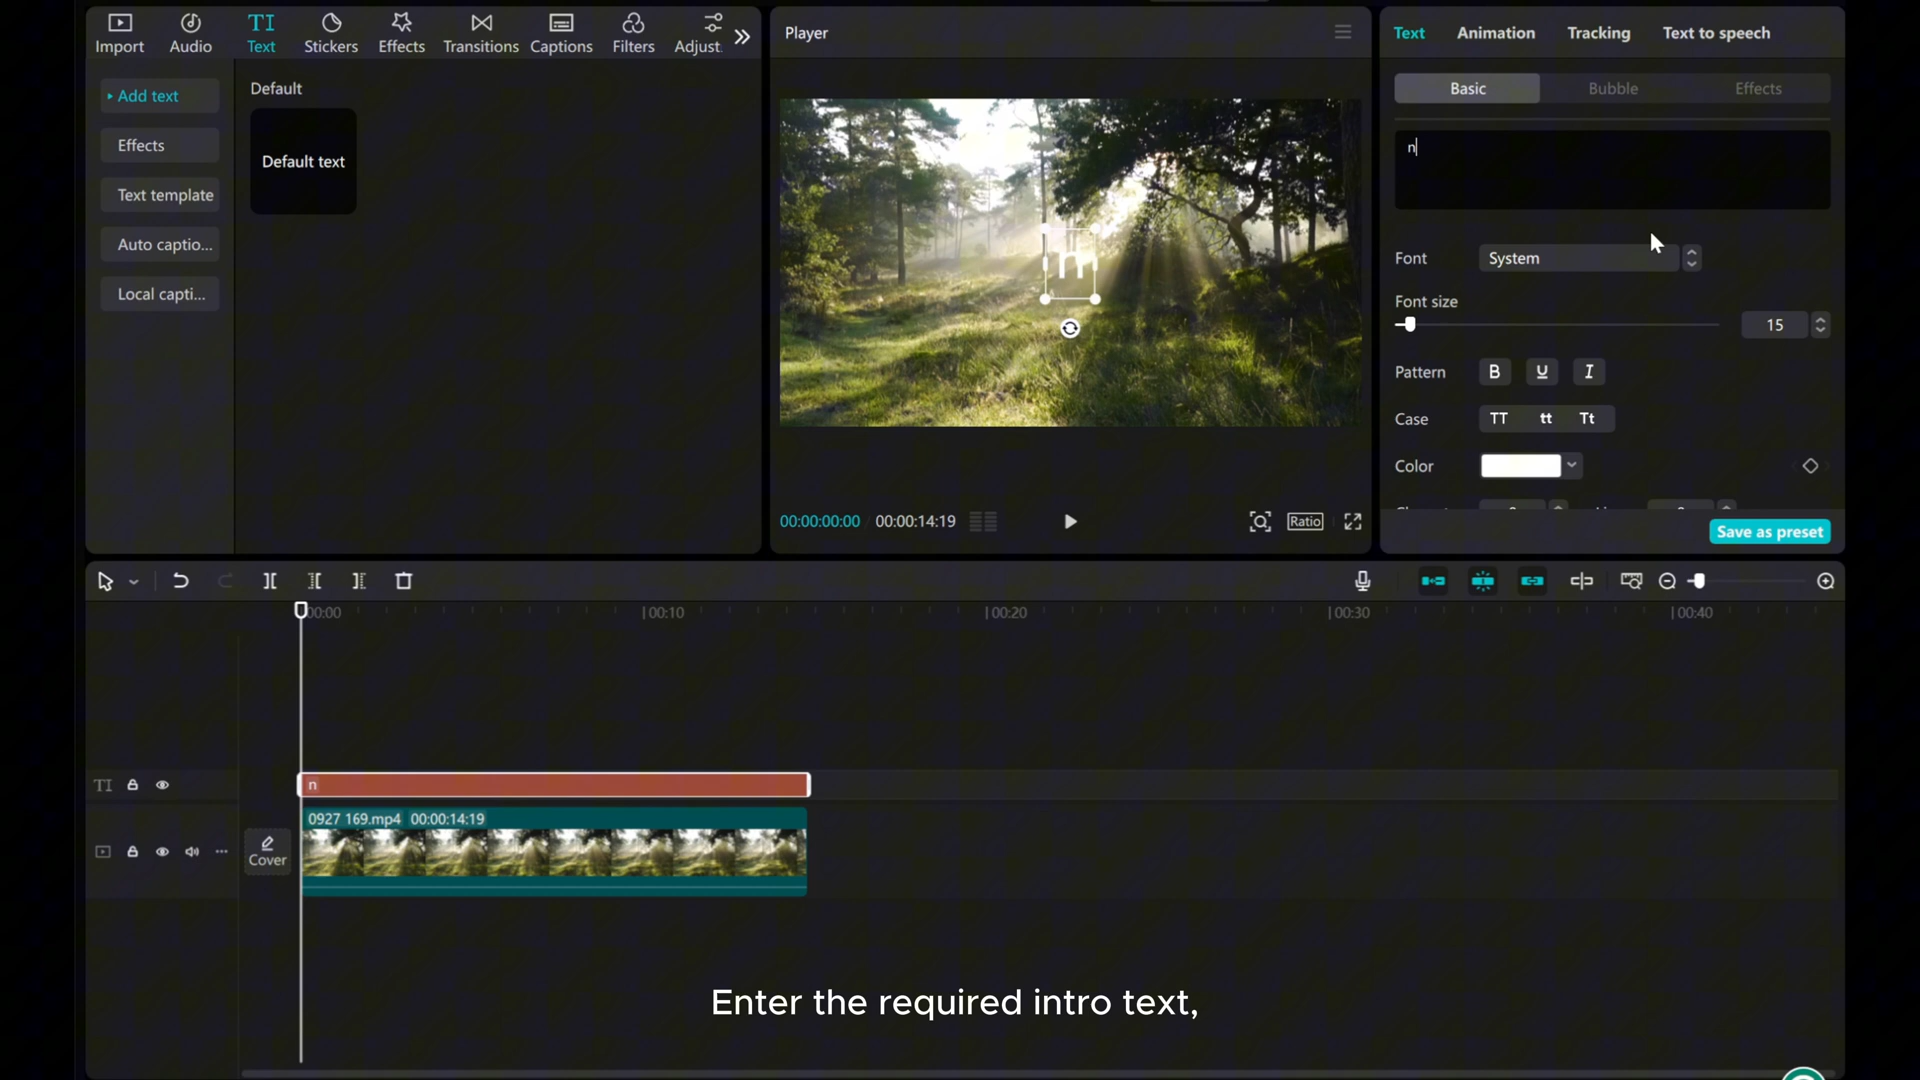 Import
Audio
TI
Text
Stickers
Effects
Transitions
Captions
Filters
Adjust
Add text
Effects
Text template
Auto captio...
Local capti...
Default
Default text
Player
n
00:00:00:00
00:00:14:19
Ratio
Text
Animation
Tracking
Text to speech
Basic
Bubble
Effects
n
Font
System
Font size
15
Pattern
B
U
I
Case
TT
tt
Tt
Color
Save as preset
00:00
00:10
00:20
00:30
00:40
TI
n
0927 169.mp4 00:00:14:19
Cover
Enter the required intro text,